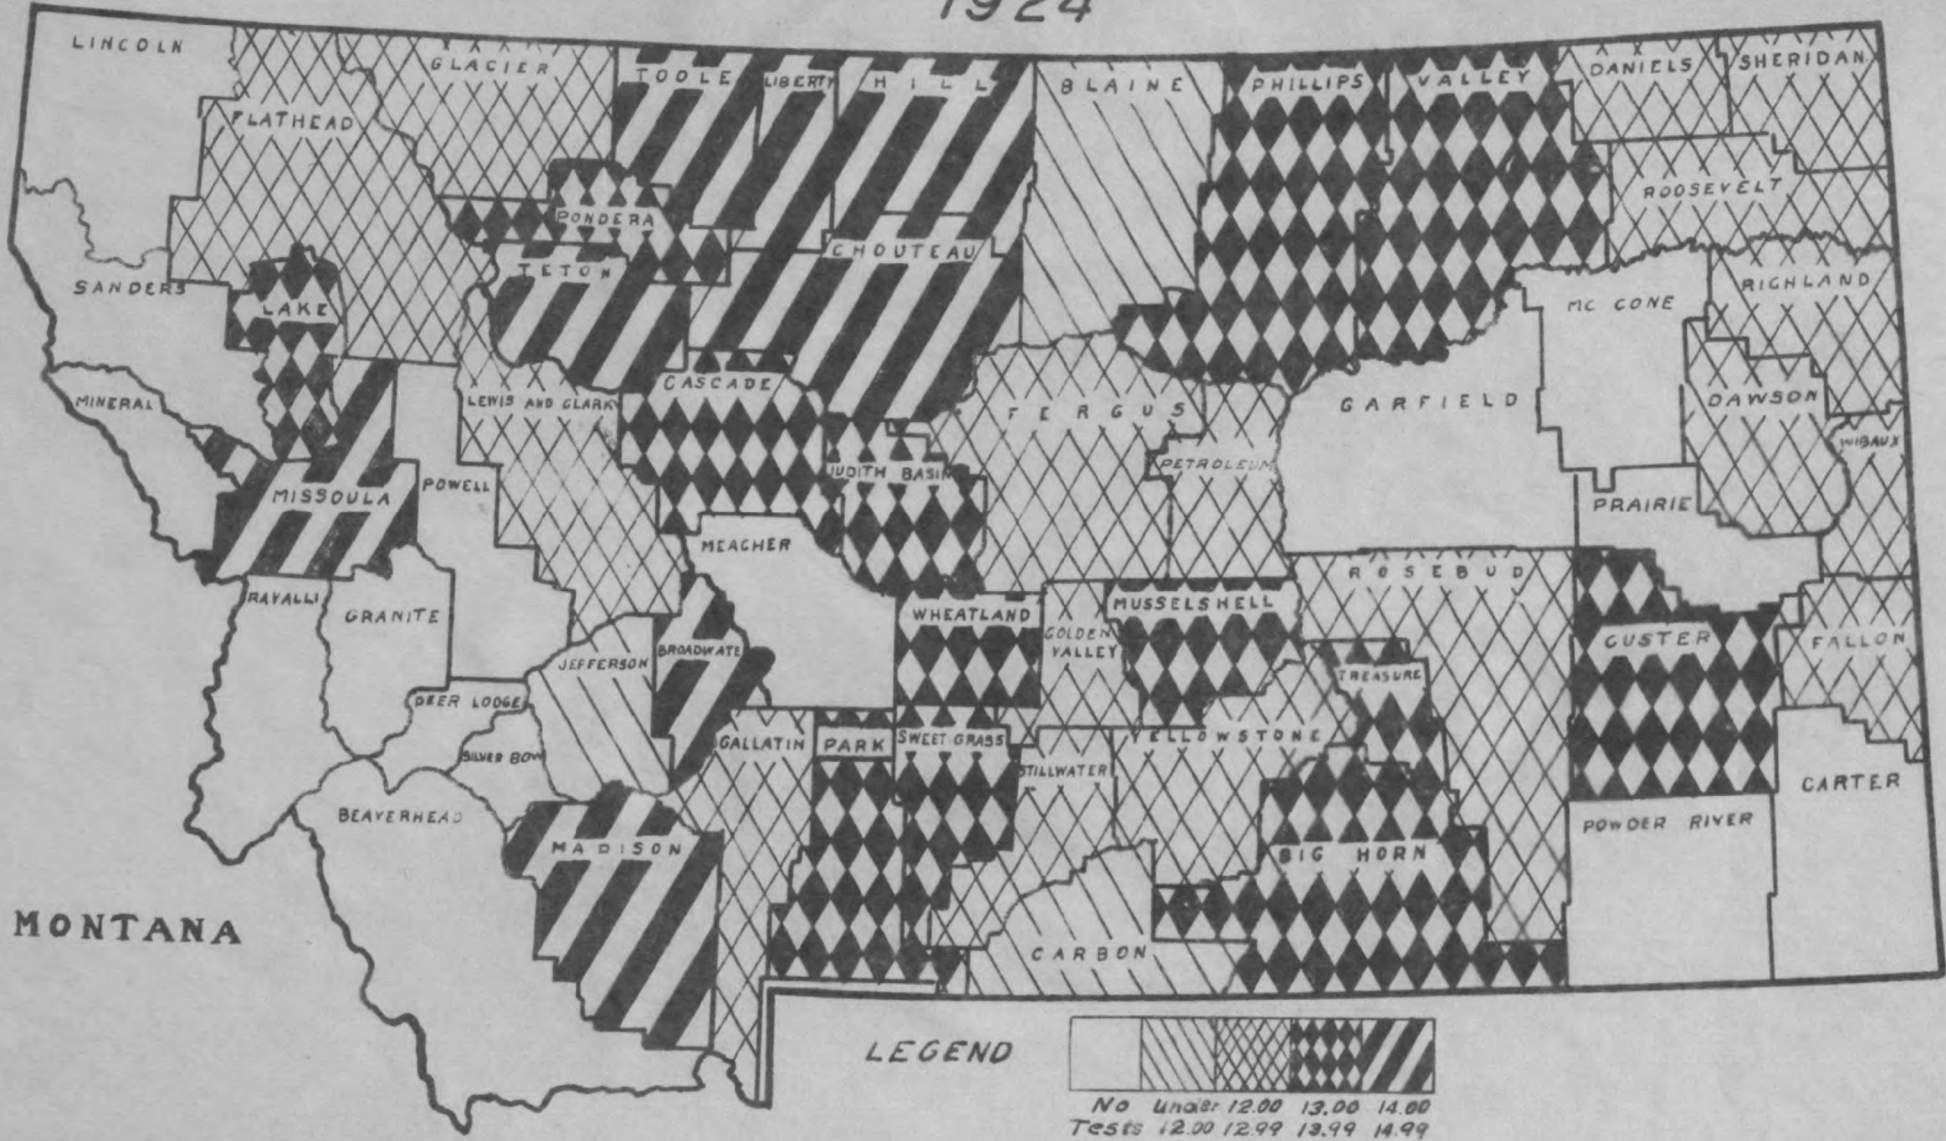 1924
LINCOLN
GLACIER
TOOLE
LIBERTY
HILL
BLAINE
PHILLIPS
VALLEY
DANIELS
SHERIDAN
FLATHEAD
ROOSEVELT
PONDERA
TETON
CHOUTEAU
SANDERS
LAKE
MC CONE
RICHLAND
MINERAL
LEWIS AND CLARK
CASCADE
FERGUS
GARFIELD
DAWSON
WIBAUX
MISSOULA
POWELL
JUDITH BASIN
PETROLEUM
PRAIRIE
MEAGHER
ROSEBUD
RAVALLI
GRANITE
WHEATLAND
MUSSELSHELL
GOLDEN
VALLEY
CUSTER
FALLON
JEFFERSON
BROADWATE
TREASURE
DEER LODGE
GALLATIN
PARK
SWEET GRASS
YELLOWSTONE
SILVER BOW
STILLWATER
CARTER
BEAVERHEAD
MADISON
BIG HORN
POWDER RIVER
MONTANA
CARBON
LEGEND
No Under 12.00 13.00 14.00
Tests 12.00 12.99 13.99 14.99